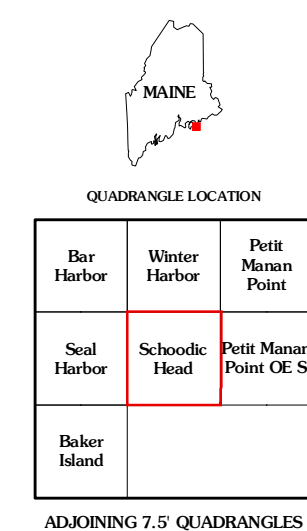 MAINE
QUADRANGLE LOCATION
Bar
Harbor
Winter
Harbor
Petit
Manan
Point
Seal
Harbor
Schoodic
Head
Petit Manan
Point OE S
Baker
Island
ADJOINING 7.5' QUADRANGLES